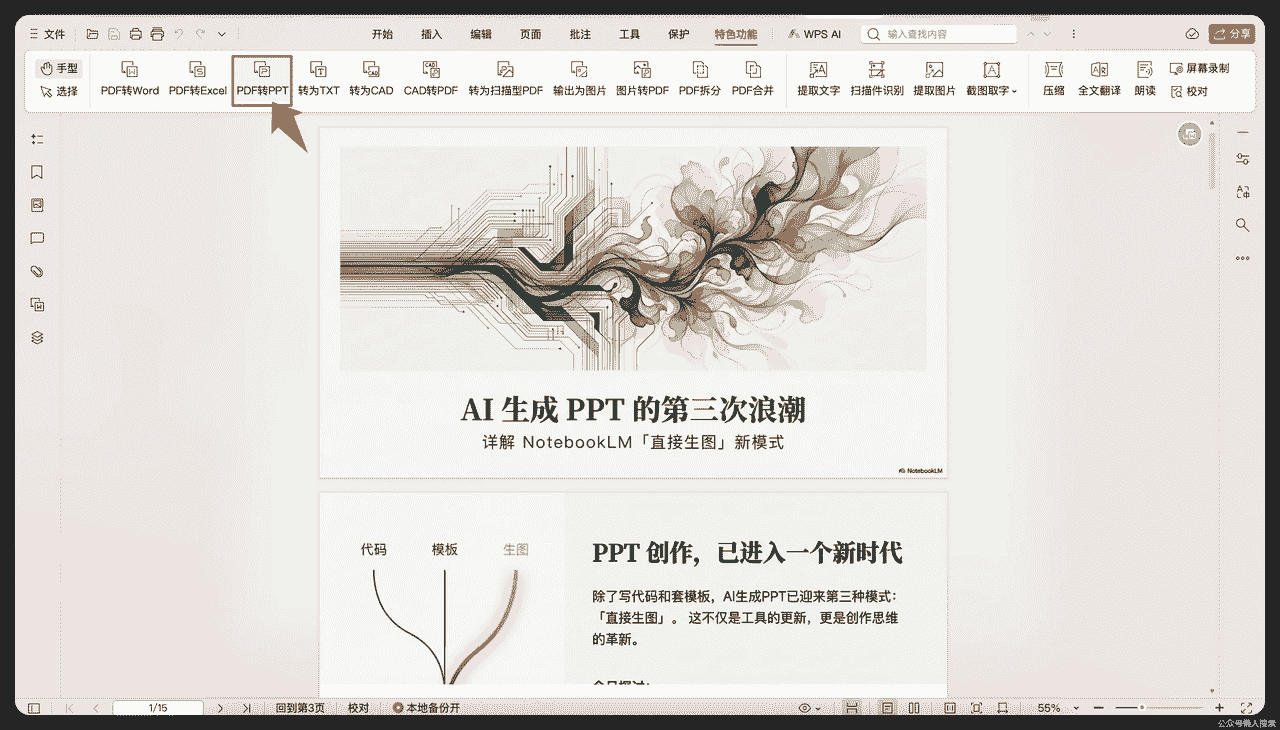 文件
开始 插入 编辑 页面 批注 工具 保护 特色功能 WPS AI 输入查找内容 分享
手型
选择
PDF转Word PDF转Excel PDF转PPT 转为TXT 转为CAD CAD转PDF 转为扫描型PDF 输出为图片 图片转PDF PDF拆分 PDF合并 提取文字 扫描件识别 提取图片 截图取字 压缩 全文翻译 朗读
屏幕录制
校对
AI 生成 PPT 的第三次浪潮
详解 NotebookLM「直接生图」新模式
NotebookLM
代码 模板 生图
PPT 创作，已进入一个新时代
除了写代码和套模板，AI生成PPT已迎来第三种模式：
「直接生图」。这不仅是工具的更新，更是创作思维
的革新。
1/15 回到第3页 校对 本地备份开 55%
公众号懒人搜索